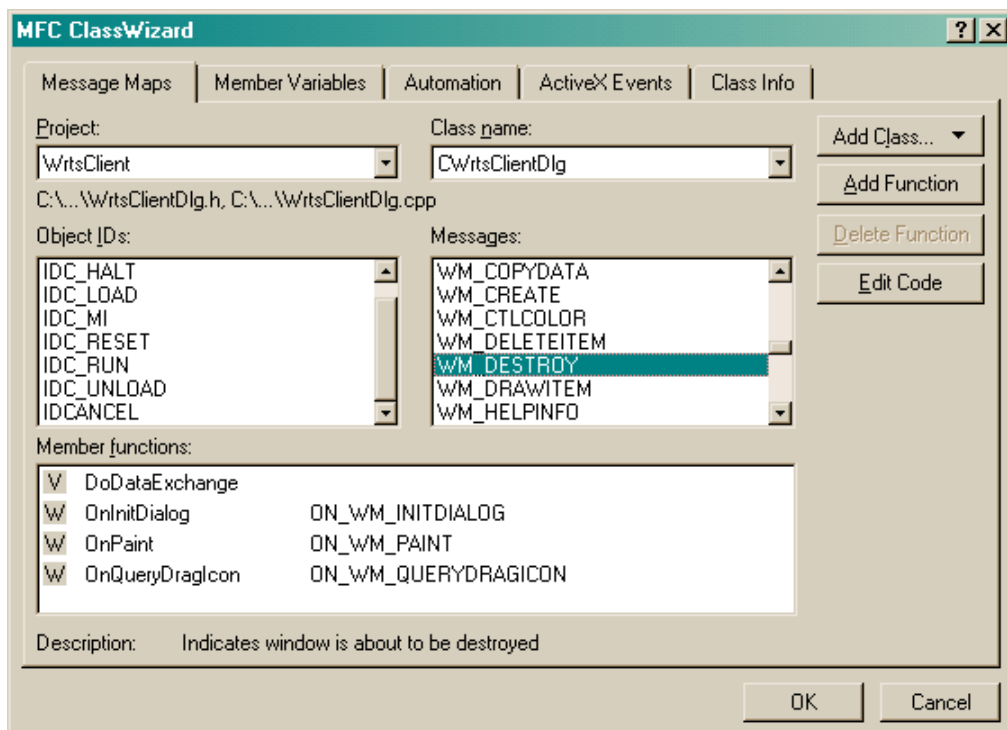 MFC ClassWizard
Message Maps Member Variables Automation ActiveX Events Class Info
Project: Class name: Add Class...
WrtsClient CWrtsClientDlg
Add Function
C:\...\WrtsClientDlg.h, C:\...\WrtsClientDlg.cpp
Object IDs: Messages: Delete Function
IDC_HALT WM_COPYDATA
IDC_LOAD WM_CREATE Edit Code
IDC_MI WM_CTLCOLOR
IDC_RESET WM_DELETEITEM
IDC_RUN WM_DESTROY
IDC_UNLOAD WM_DRAWITEM
IDCANCEL WM_HELPINFO
Member functions:
V DoDataExchange
W OnInitDialog ON_WM_INITDIALOG
W OnPaint ON_WM_PAINT
W OnQueryDragIcon ON_WM_QUERYDRAGICON
Description: Indicates window is about to be destroyed
OK Cancel